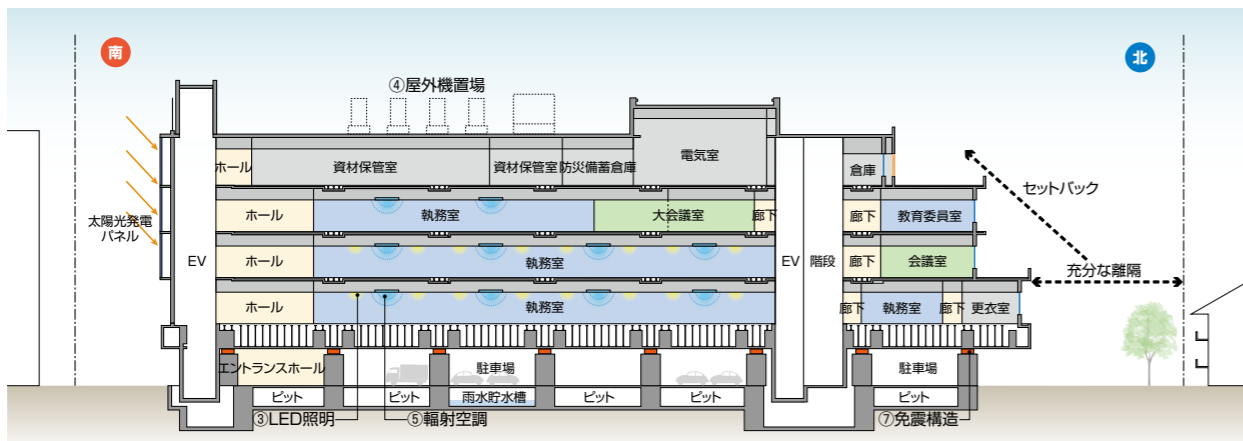 南
北
④屋外機置場
電気室
ホール
資材保管室
資材保管室
防災備蓄倉庫
倉庫
セットバック
太陽光発電
パネル
ホール
執務室
大会議室
廊下
廊下
教育委員室
EV
ホール
執務室
EV
階段
廊下
会議室
充分な離隔
ホール
執務室
廊下
執務室
廊下
更衣室
エントランスホール
駐車場
駐車場
ピット
ピット
雨水貯水槽
ピット
ピット
ピット
③LED照明
⑤輻射空調
⑦免震構造